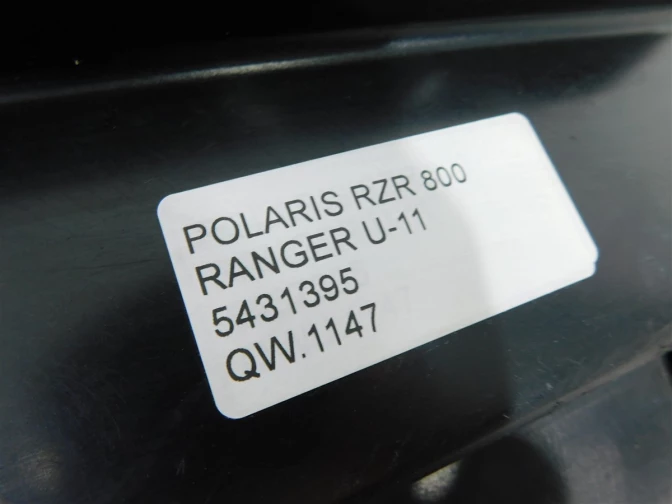 POLARIS RZR 800
RANGER U-11
5431395
QW.1147